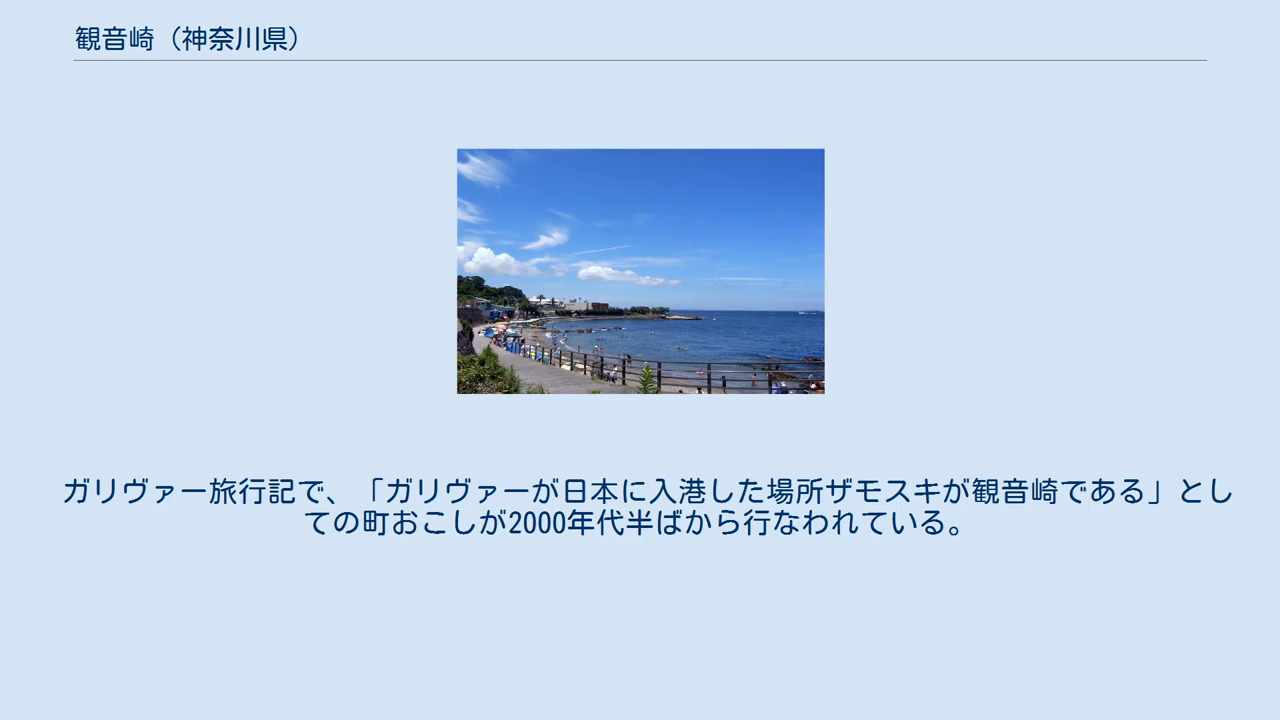 観音崎（神奈川県）
ガリヴァー旅行記で、「ガリヴァーが日本に入港した場所ザモスキが観音崎である」とし
ての町おこしが2000年代半ばから行なわれている。